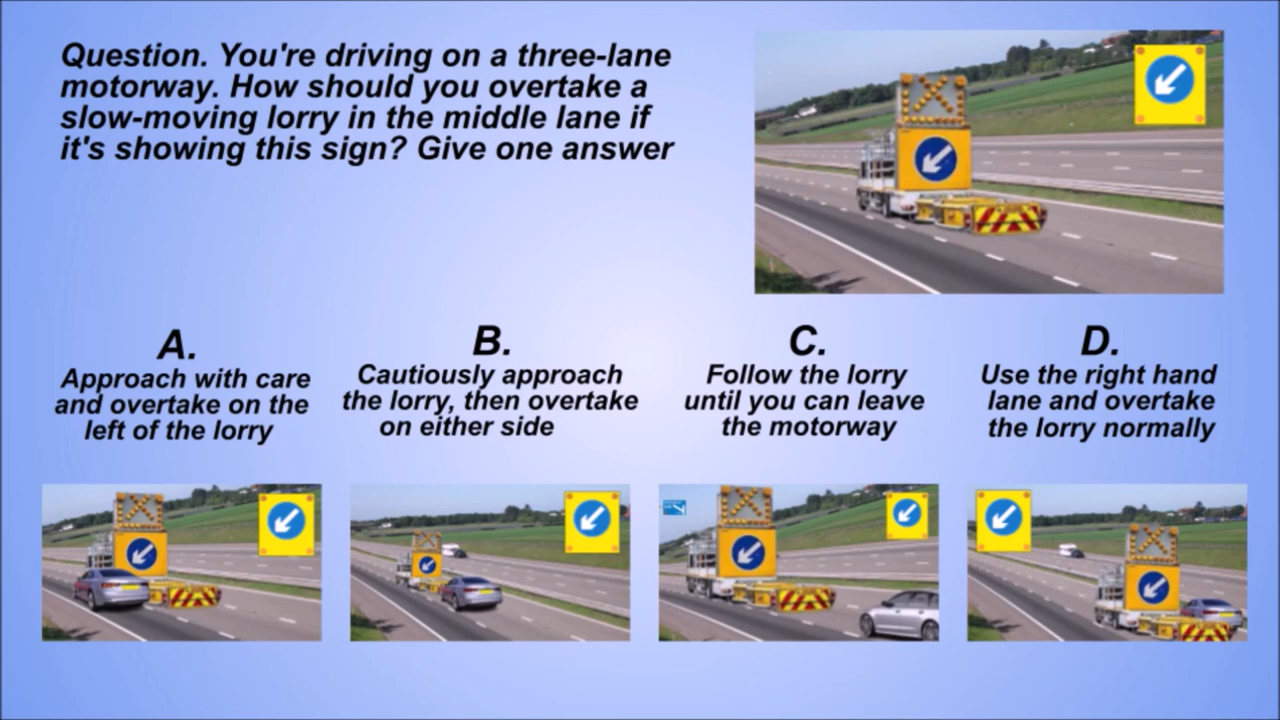 Question. You're driving on a three-lane
motorway. How should you overtake a
slow-moving lorry in the middle lane if
it's showing this sign? Give one answer
A.
Approach with care
and overtake on the
left of the lorry
B.
Cautiously approach
the lorry, then overtake
on either side
C.
Follow the lorry
until you can leave
the motorway
D.
Use the right hand
lane and overtake
the lorry normally